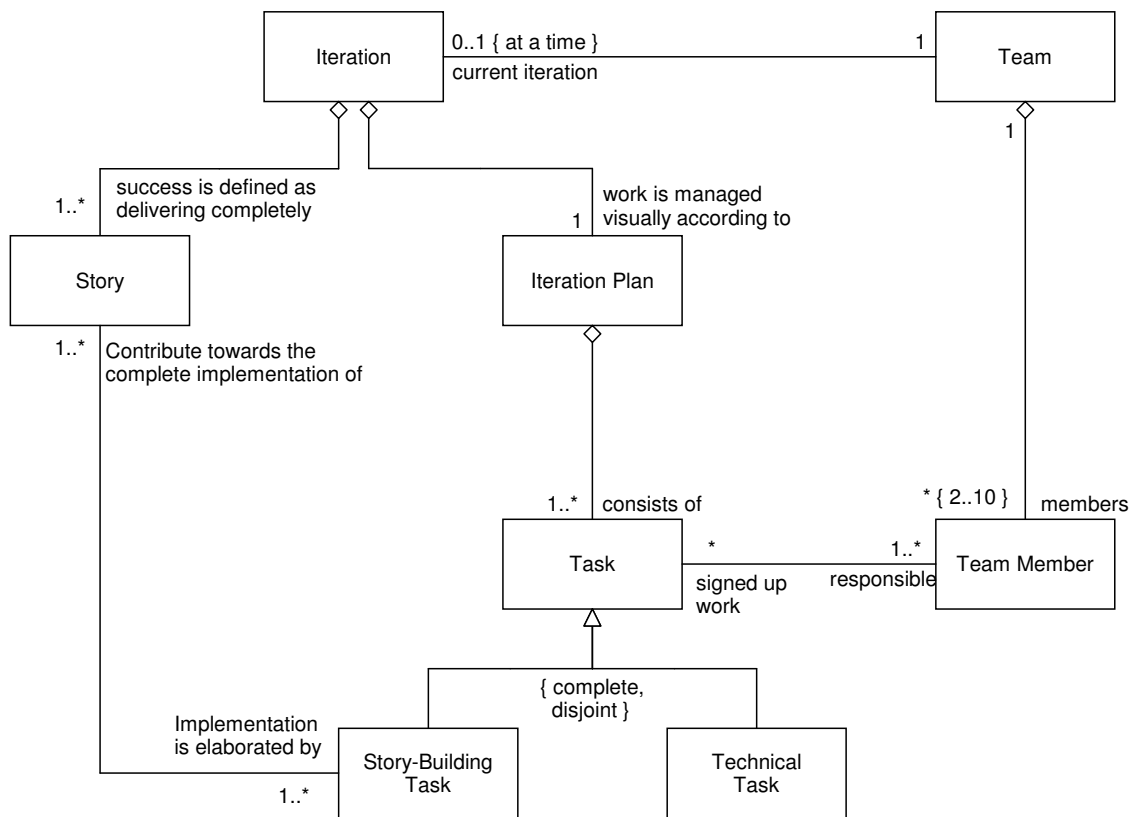 Iteration
0..1 { at a time }
current iteration
1
Team
1
success is defined as
delivering completely
1..*
work is managed
visually according to
1
Story
Iteration Plan
1..*
Contribute towards the
complete implementation of
1..*
consists of
* { 2..10 }
members
Task
*
signed up
work
1..*
responsible
Team Member
{ complete,
disjoint }
Implementation
is elaborated by
1..*
Story-Building
Task
Technical
Task